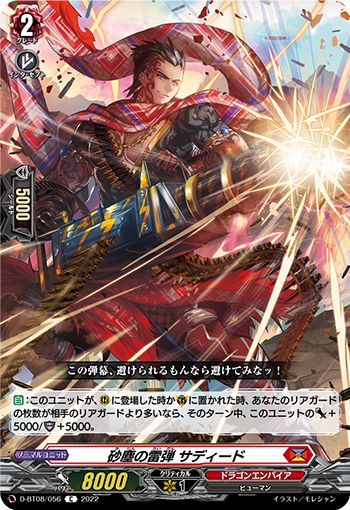 2
グレード
インターセプト
5000
シールド
この弾幕、避けられるもんなら避けてみなッ！
自：このユニットが、Ⓡに登場した時かⒼに置かれた時、あなたのリアガード
の枚数が相手のリアガードより多いなら、そのターン中、このユニットの
+5000/+5000。
ノーマルユニット
砂塵の雷弾 サディード
パワー
8000
クリティカル
1
ドラゴンエンパイア
ヒューマン
D-BT08/056 C 2022
イラスト／モレシャン